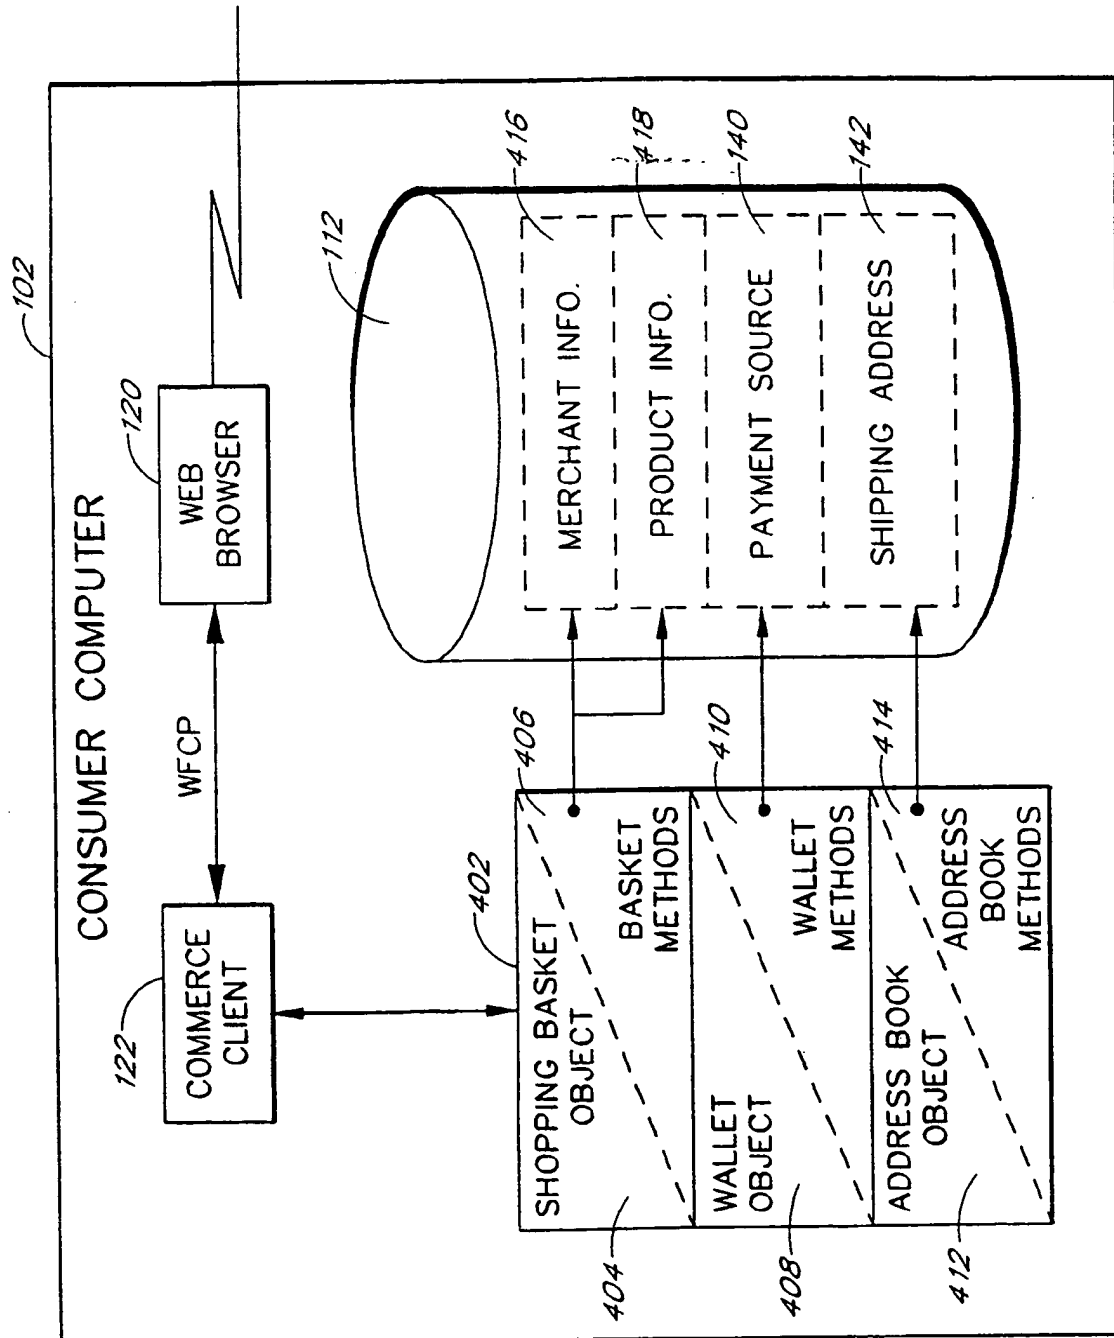 102
CONSUMER COMPUTER
122
COMMERCE
CLIENT
WFCP
120
WEB
BROWSER
402
SHOPPING BASKET
OBJECT
404
406
BASKET
METHODS
WALLET
OBJECT
408
410
WALLET
METHODS
ADDRESS BOOK
OBJECT
412
414
ADDRESS
BOOK
METHODS
112
MERCHANT INFO.
416
PRODUCT INFO.
418
PAYMENT SOURCE
140
SHIPPING ADDRESS
142